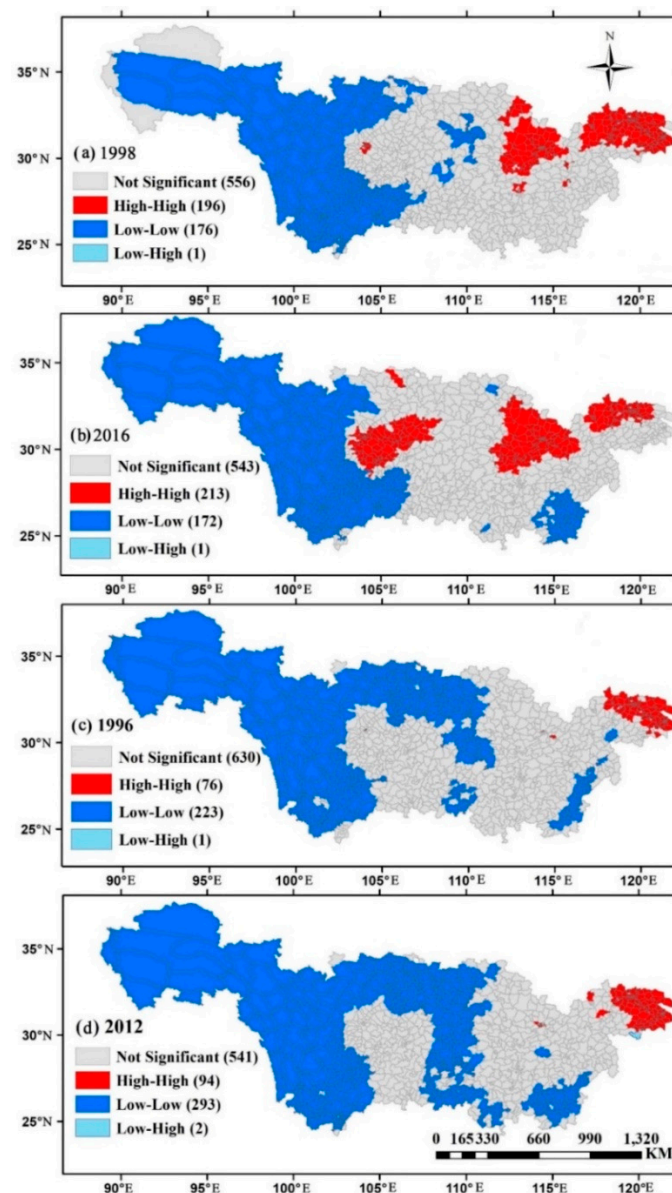 N
35°N
30°N
25°N
(a) 1998
Not Significant (556)
High-High (196)
Low-Low (176)
Low-High (1)
90°E 95°E 100°E 105°E 110°E 115°E 120°E
35°N
30°N
25°N
(b) 2016
Not Significant (543)
High-High (213)
Low-Low (172)
Low-High (1)
90°E 95°E 100°E 105°E 110°E 115°E 120°E
35°N
30°N
25°N
(c) 1996
Not Significant (630)
High-High (76)
Low-Low (223)
Low-High (1)
90°E 95°E 100°E 105°E 110°E 115°E 120°E
35°N
30°N
25°N
(d) 2012
Not Significant (541)
High-High (94)
Low-Low (293)
Low-High (2)
0 165 330 660 990 1,320
KM
90°E 95°E 100°E 105°E 110°E 115°E 120°E